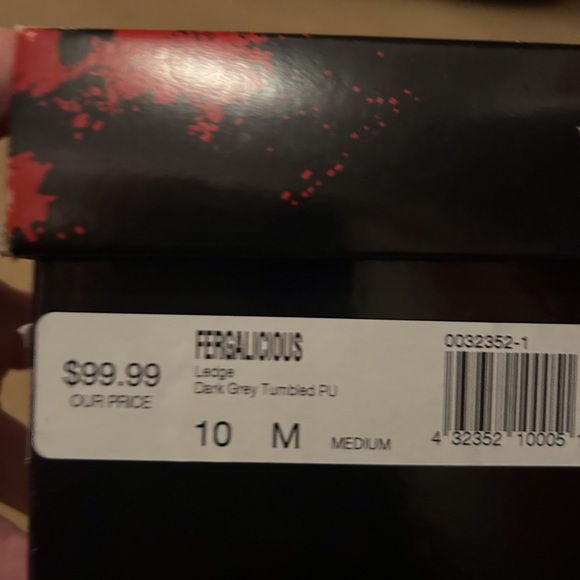 $99.99
OUR PRICE
FERGALICIOUS
Ledge
Dark Grey Tumbled PU
10 M MEDIUM
0032352-1
4 32352 10005